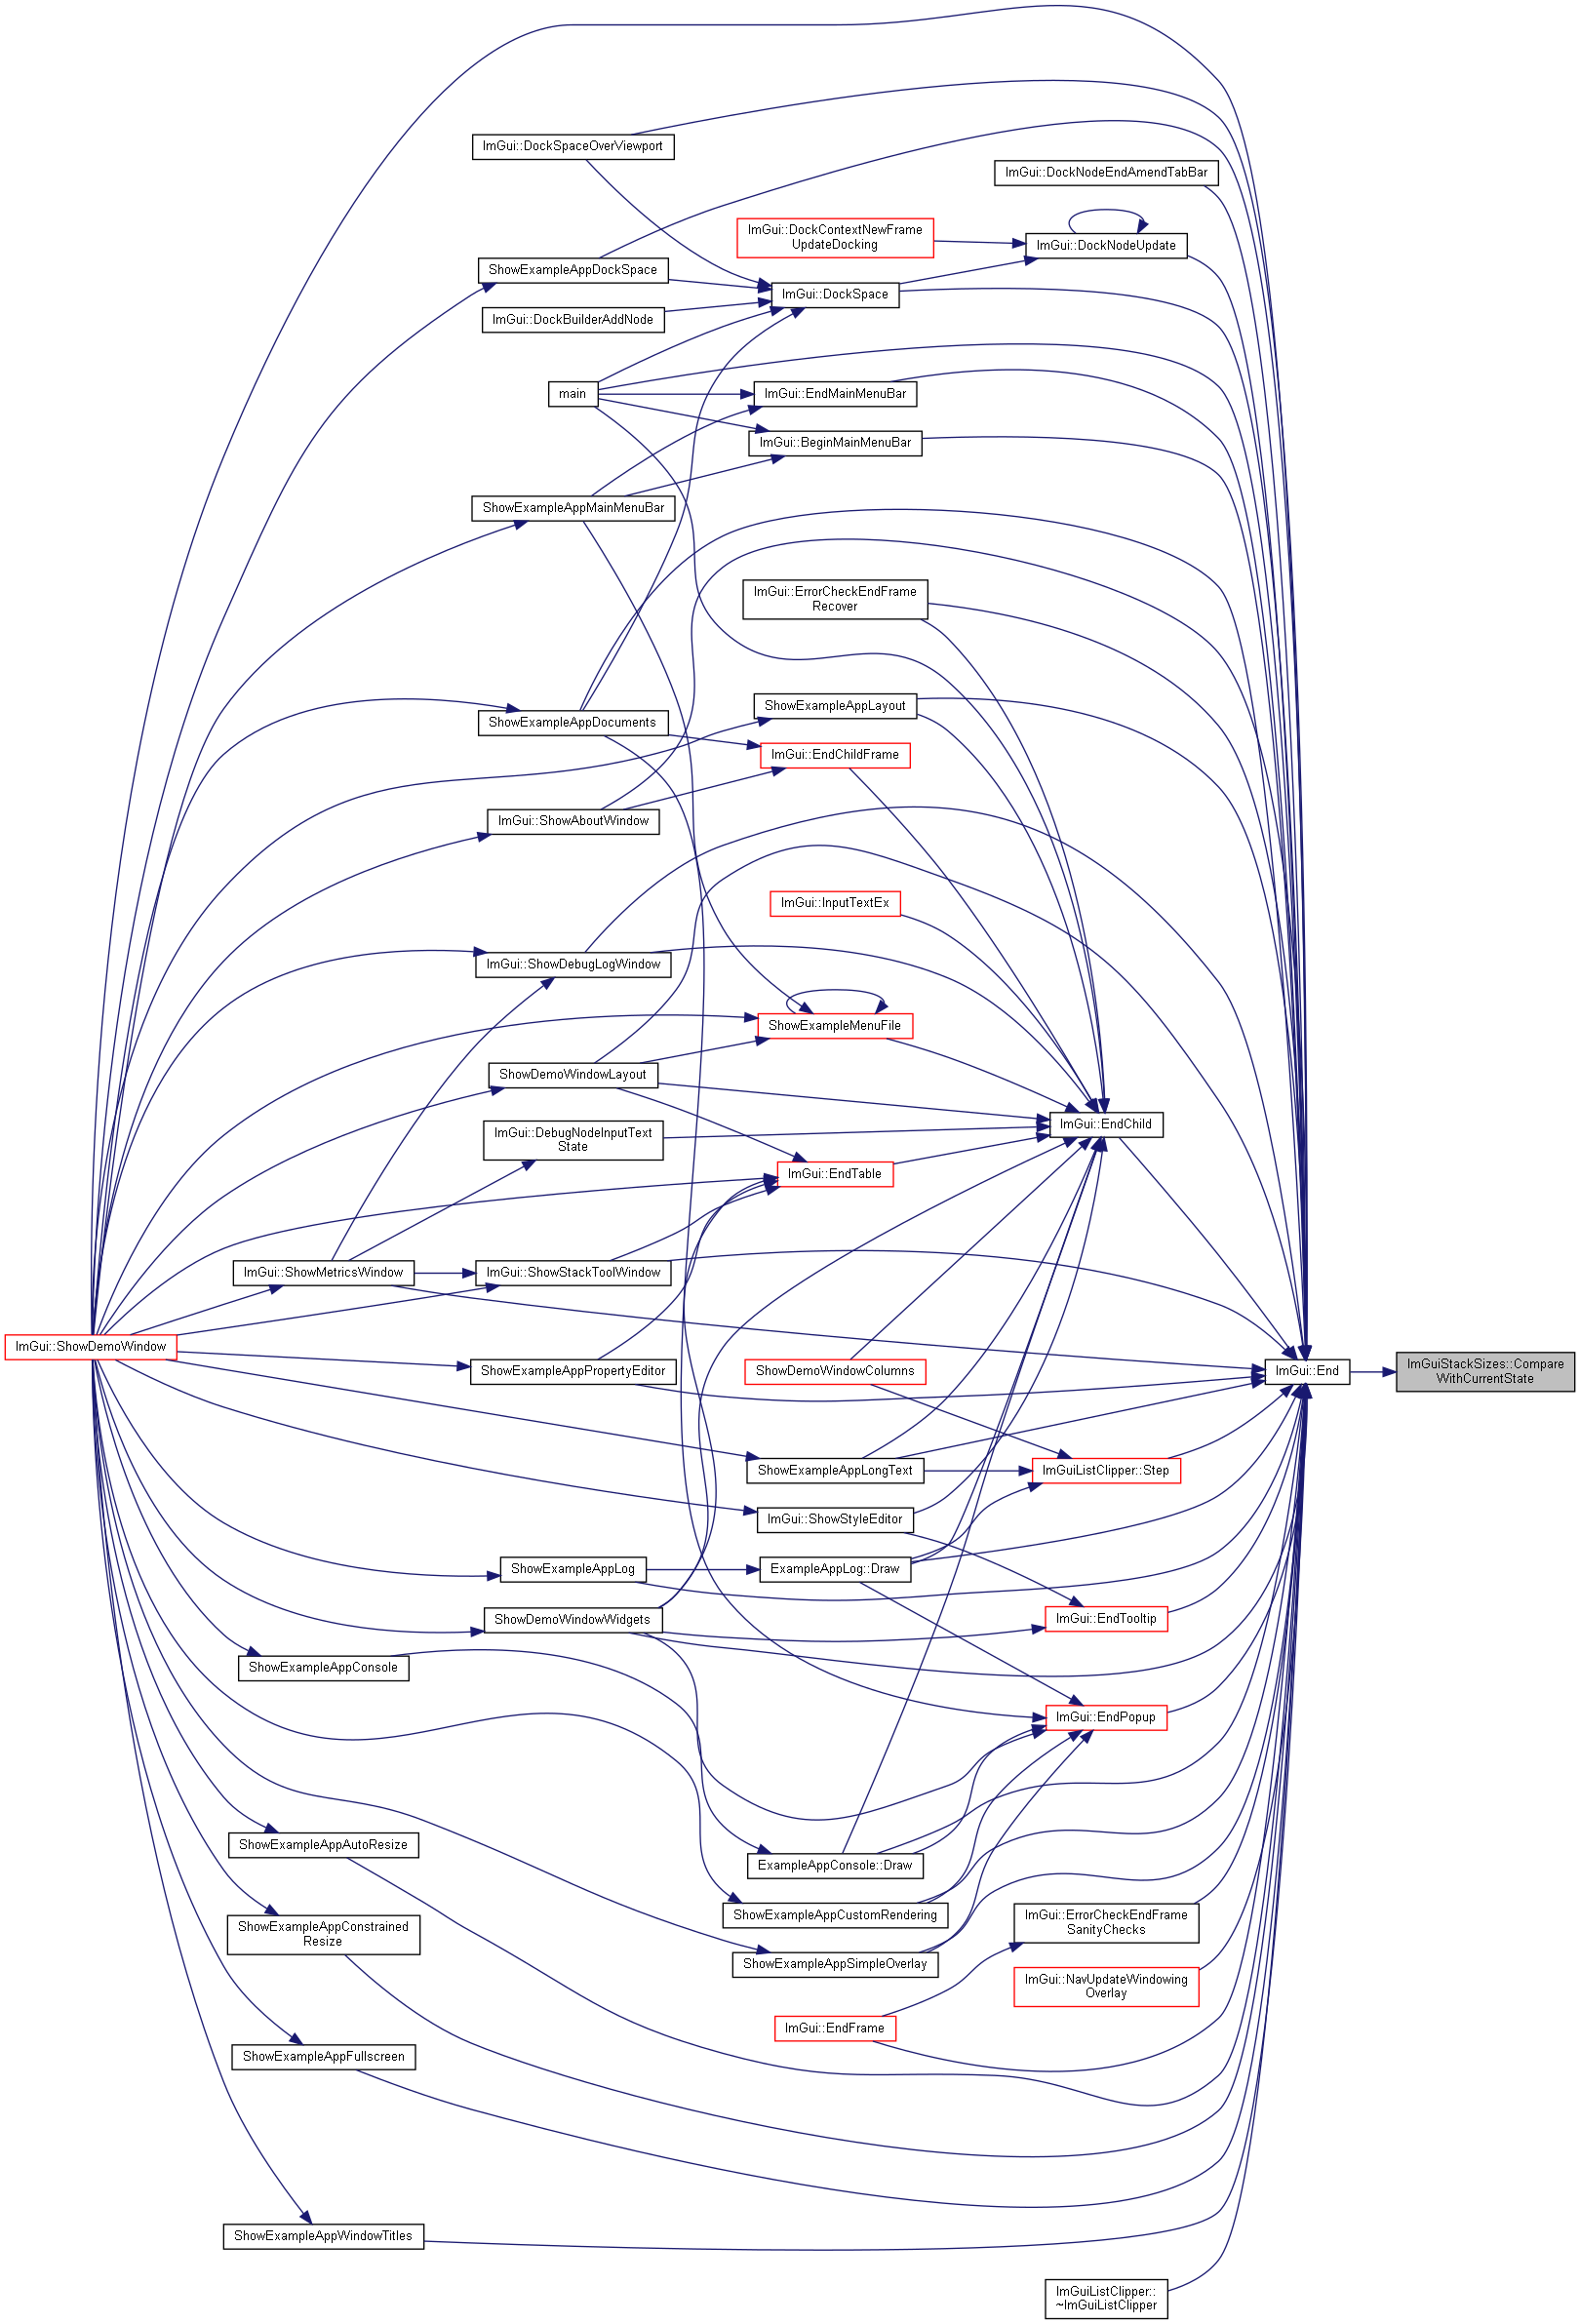 ImGui::DockSpaceOverViewport
ImGui::DockNodeEndAmendTabBar
ImGui::DockContextNewFrame
UpdateDocking
ImGui::DockNodeUpdate
ShowExampleAppDockSpace
ImGui::DockSpace
ImGui::DockBuilderAddNode
main
ImGui::EndMainMenuBar
ImGui::BeginMainMenuBar
ShowExampleAppMainMenuBar
ImGui::ErrorCheckEndFrame
Recover
ShowExampleAppLayout
ShowExampleAppDocuments
ImGui::EndChildFrame
ImGui::ShowAboutWindow
ImGui::InputTextEx
ImGui::ShowDebugLogWindow
ShowExampleMenuFile
ShowDemoWindowLayout
ImGui::EndChild
ImGui::DebugNodeInputText
State
ImGui::EndTable
ImGui::ShowMetricsWindow
ImGui::ShowStackToolWindow
ImGui::ShowDemoWindow
ShowExampleAppPropertyEditor
ShowDemoWindowColumns
ImGui::End
ImGuiStackSizes::Compare
WithCurrentState
ShowExampleAppLongText
ImGuiListClipper::Step
ImGui::ShowStyleEditor
ShowExampleAppLog
ExampleAppLog::Draw
ShowDemoWindowWidgets
ImGui::EndTooltip
ShowExampleAppConsole
ImGui::EndPopup
ShowExampleAppAutoResize
ExampleAppConsole::Draw
ShowExampleAppCustomRendering
ShowExampleAppConstrained
Resize
ImGui::ErrorCheckEndFrame
SanityChecks
ShowExampleAppSimpleOverlay
ImGui::NavUpdateWindowing
Overlay
ImGui::EndFrame
ShowExampleAppFullscreen
ShowExampleAppWindowTitles
ImGuiListClipper::
~ImGuiListClipper